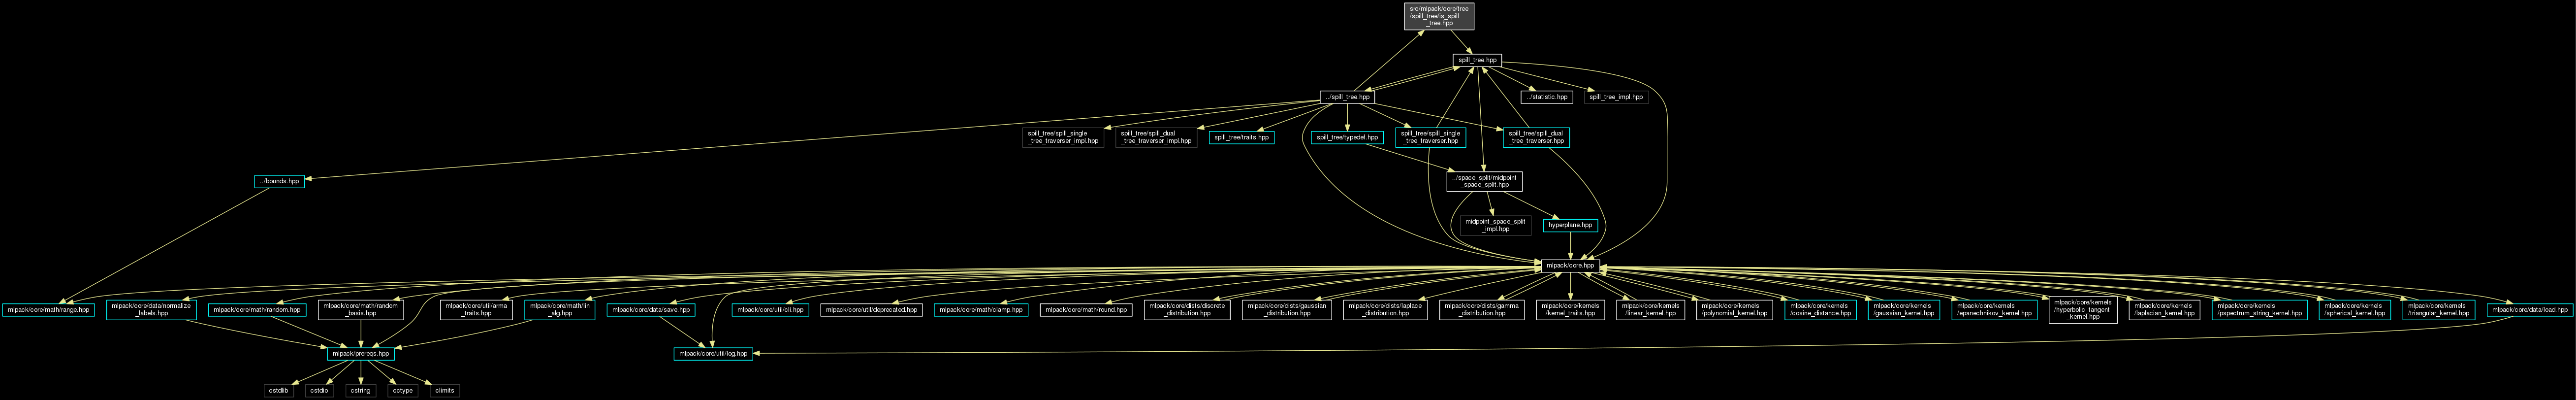 src/mlpack/core/tree
/spill_tree/is_spill
_tree.hpp
spill_tree.hpp
../spill_tree.hpp
../statistic.hpp
spill_tree_impl.hpp
spill_tree/spill_single
_tree_traverser_impl.hpp
spill_tree/spill_dual
_tree_traverser_impl.hpp
spill_tree/traits.hpp
spill_tree/typedef.hpp
spill_tree/spill_single
_tree_traverser.hpp
spill_tree/spill_dual
_tree_traverser.hpp
../bounds.hpp
../space_split/midpoint
_space_split.hpp
midpoint_space_split
_impl.hpp
hyperplane.hpp
mlpack/core.hpp
mlpack/core/math/range.hpp
mlpack/core/data/normalize
_labels.hpp
mlpack/core/math/random.hpp
mlpack/core/math/random
_basis.hpp
mlpack/core/util/arma
_traits.hpp
mlpack/core/math/lin
_alg.hpp
mlpack/core/data/save.hpp
mlpack/core/util/cli.hpp
mlpack/core/util/deprecated.hpp
mlpack/core/math/clamp.hpp
mlpack/core/math/round.hpp
mlpack/core/dists/discrete
_distribution.hpp
mlpack/core/dists/gaussian
_distribution.hpp
mlpack/core/dists/laplace
_distribution.hpp
mlpack/core/dists/gamma
_distribution.hpp
mlpack/core/kernels
/kernel_traits.hpp
mlpack/core/kernels
/linear_kernel.hpp
mlpack/core/kernels
/polynomial_kernel.hpp
mlpack/core/kernels
/cosine_distance.hpp
mlpack/core/kernels
/gaussian_kernel.hpp
mlpack/core/kernels
/epanechnikov_kernel.hpp
mlpack/core/kernels
/hyperbolic_tangent
_kernel.hpp
mlpack/core/kernels
/laplacian_kernel.hpp
mlpack/core/kernels
/pspectrum_string_kernel.hpp
mlpack/core/kernels
/spherical_kernel.hpp
mlpack/core/kernels
/triangular_kernel.hpp
mlpack/core/data/load.hpp
mlpack/prereqs.hpp
mlpack/core/util/log.hpp
cstdlib
cstdio
cstring
cctype
climits